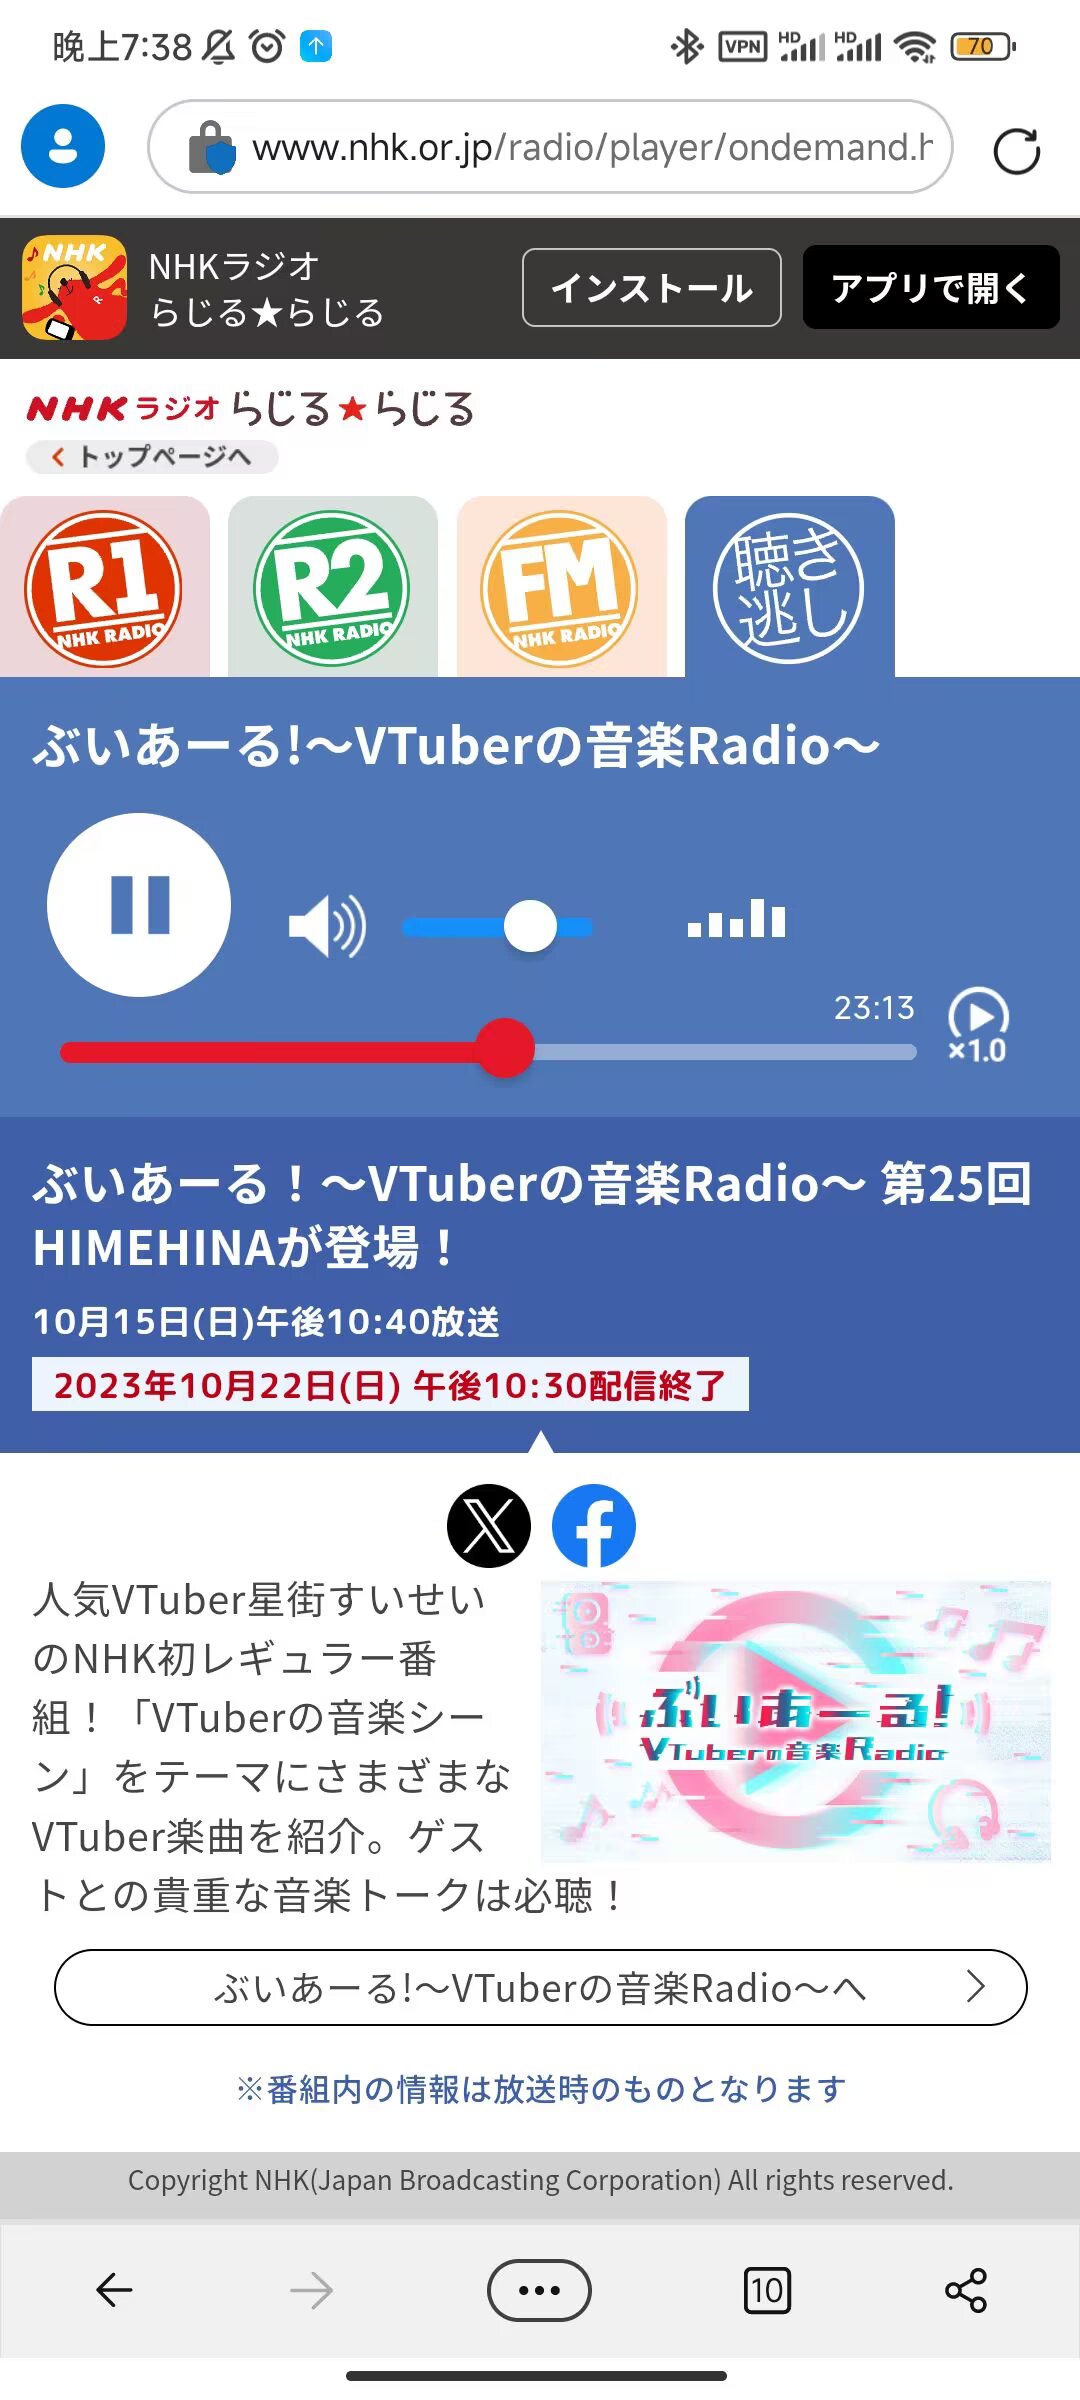 晚上7:38
VPN HD HD 70
www.nhk.or.jp/radio/player/ondemand.h
NHK
R
NHKラジオ
らじる★らじる
インストール
アプリで開く
NHKラジオ らじる★らじる
トップページへ
R1
NHK RADIO
R2
NHK RADIO
FM
NHK RADIO
聴き
逃し
ぶいあーる!～VTuberの音楽Radio～
23:13
×1.0
ぶいあーる！～VTuberの音楽Radio～ 第25回
HIMEHINAが登場！
10月15日(日)午後10:40放送
2023年10月22日(日) 午後10:30配信終了
人気VTuber星街すいせい
のNHK初レギュラー番
組！「VTuberの音楽シー
ン」をテーマにさまざまな
VTuber楽曲を紹介。ゲス
トとの貴重な音楽トークは必聴！
ぶいあーる!
VTuberの音楽Radio
ぶいあーる!～VTuberの音楽Radio～へ
※番組内の情報は放送時のものとなります
Copyright NHK(Japan Broadcasting Corporation) All rights reserved.
10